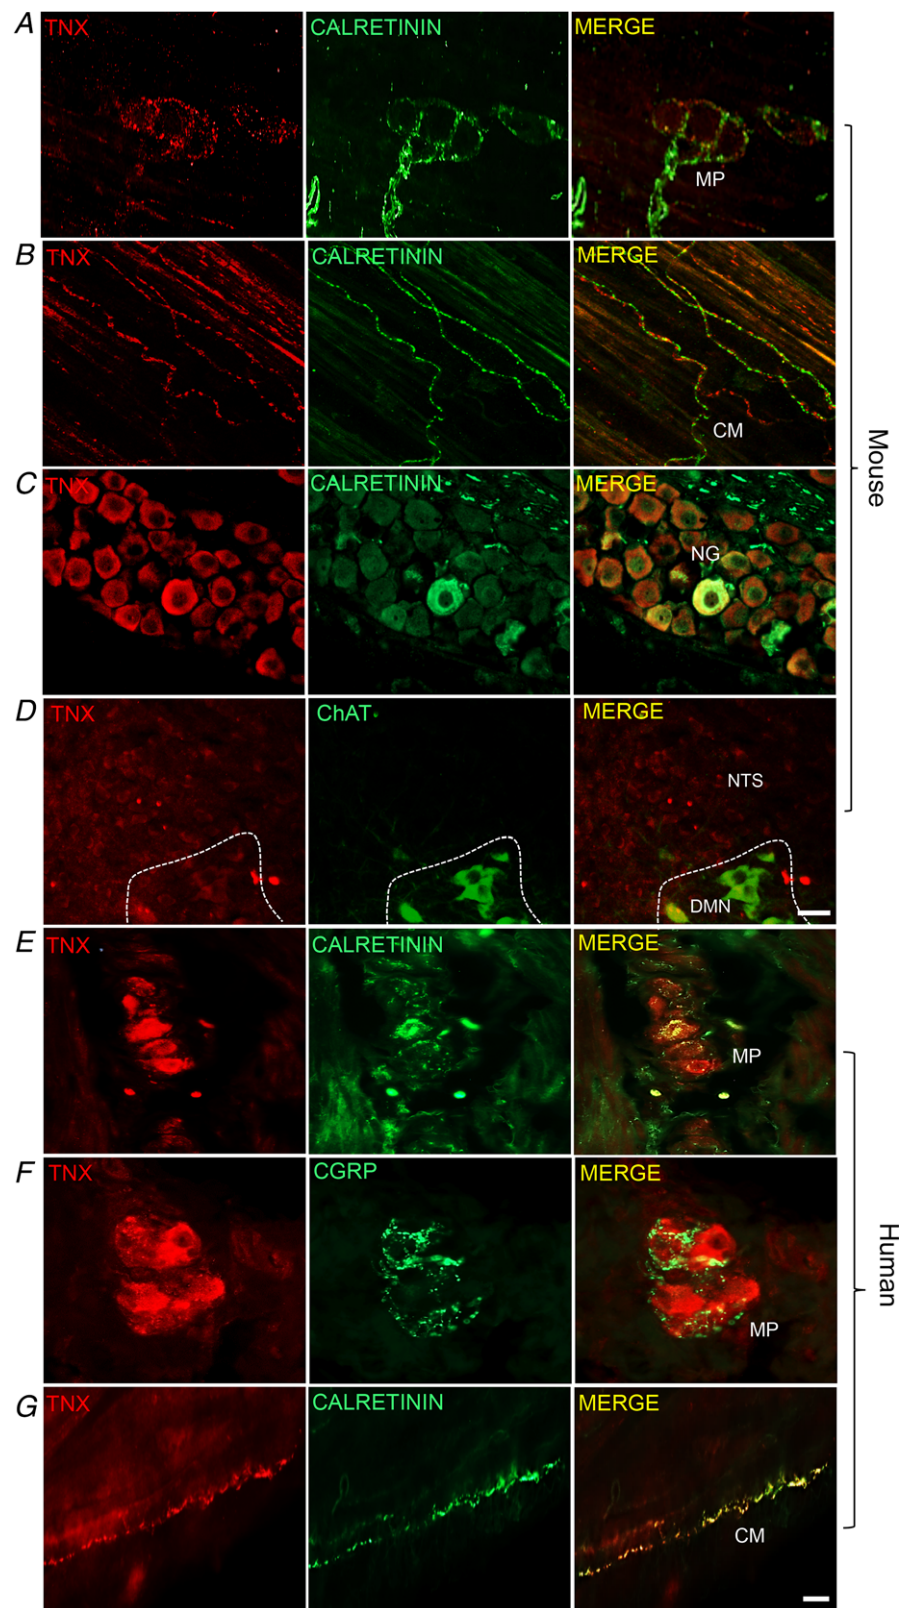 A TNX CALRETININ MERGE
MP
B TNX CALRETININ MERGE
CM
C TNX CALRETININ MERGE
NG
D TNX ChAT MERGE
NTS
DMN
Mouse
E TNX CALRETININ MERGE
MP
F TNX CGRP MERGE
MP
G TNX CALRETININ MERGE
CM
Human